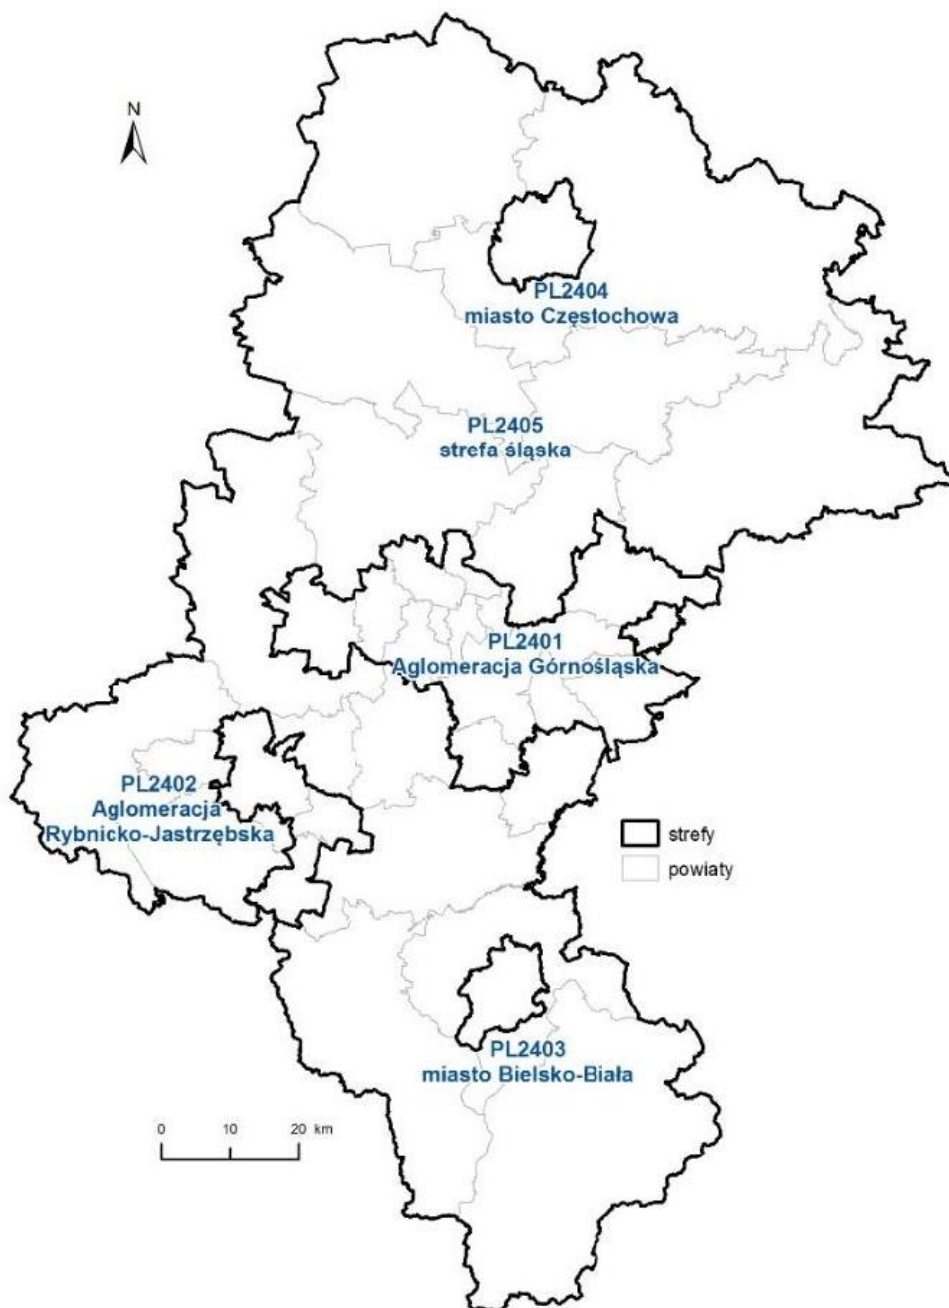 N
PL2404
miasto Częstochowa
PL2405
strefa śląska
PL2401
Aglomeracja Górnośląska
PL2402
Aglomeracja
Rybnicko-Jastrzębska
strefy
powiaty
PL2403
miasto Bielsko-Biała
0 10 20 km